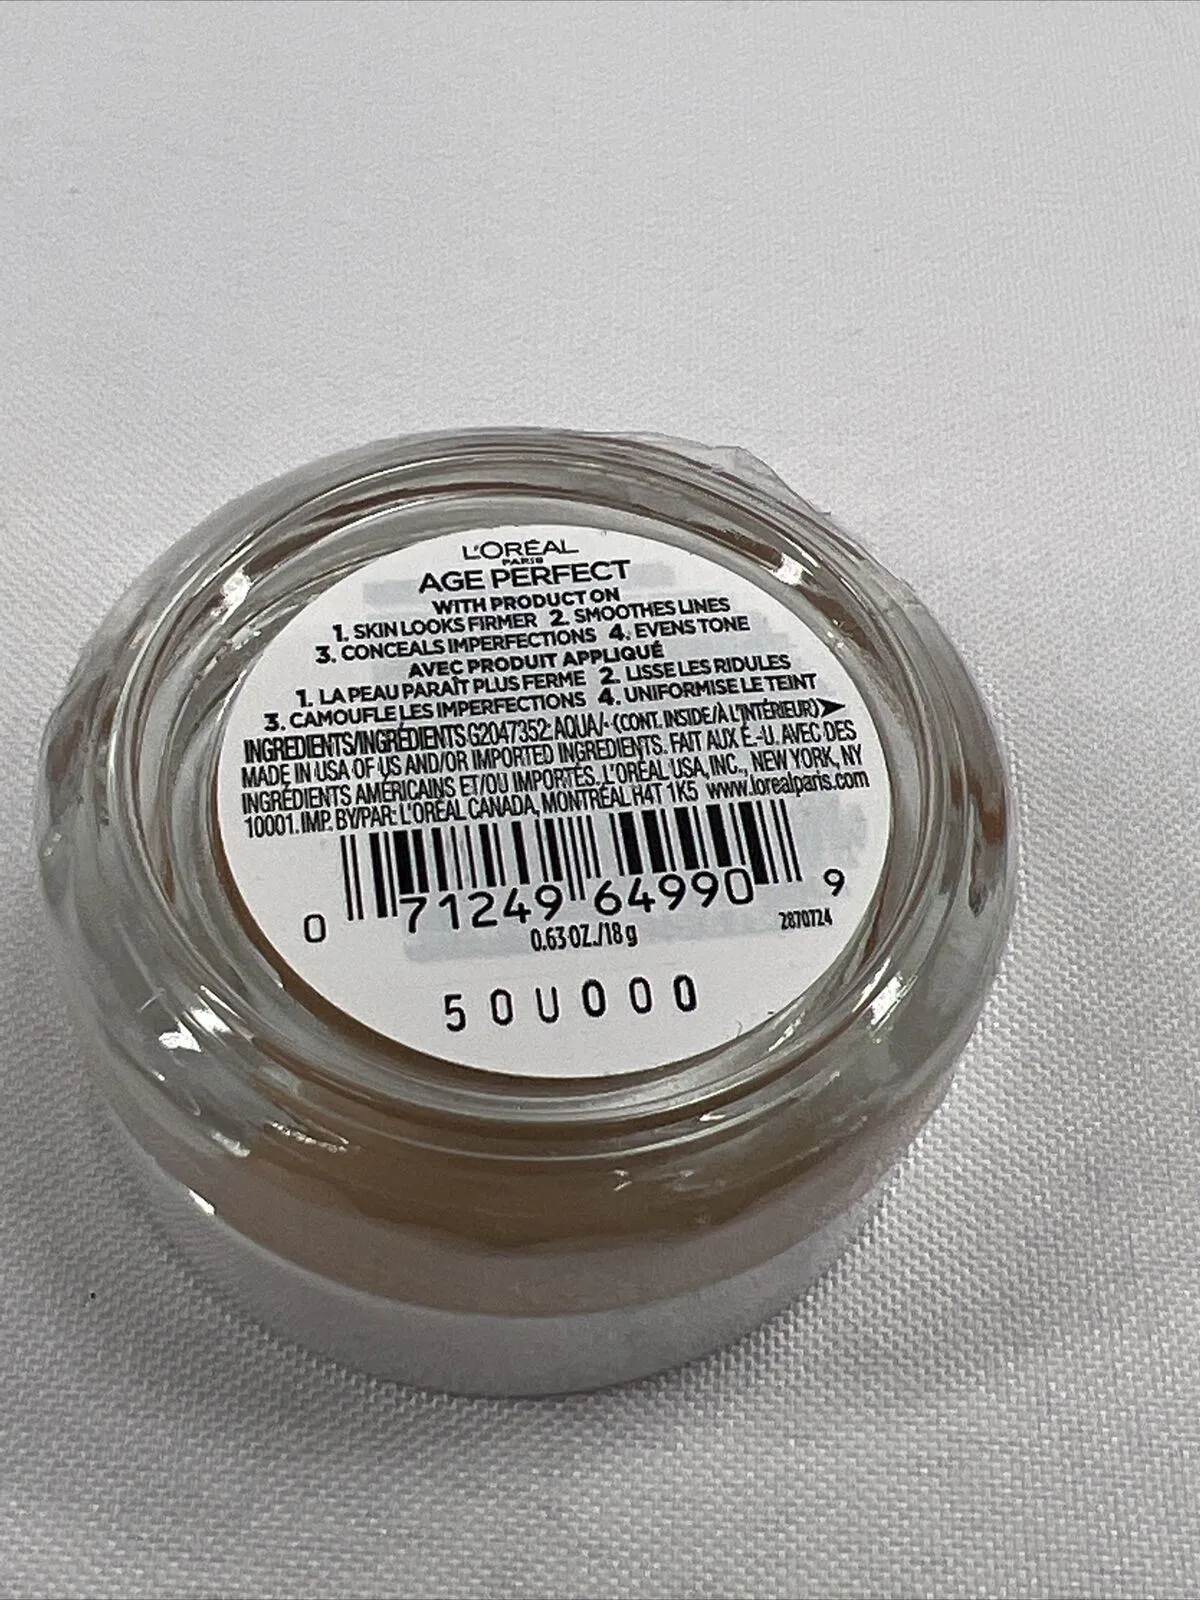 L'ORÉAL
PARIS
AGE PERFECT
WITH PRODUCT ON
1. SKIN LOOKS FIRMER 2. SMOOTHES LINES
3. CONCEALS IMPERFECTIONS 4. EVENS TONE
AVEC PRODUIT APPLIQUÉ
1. LA PEAU PARAÎT PLUS FERME 2. LISSE LES RIDULES
3. CAMOUFLE LES IMPERFECTIONS 4. UNIFORMISE LE TEINT
INGREDIENTS/INGRÉDIENTS G2047352: AQUA/- (CONT. INSIDE/À L'INTÉRIEUR)
MADE IN USA OF US AND/OR IMPORTED INGREDIENTS. FAIT AUX É.-U. AVEC DES
INGRÉDIENTS AMÉRICAINS ET/OU IMPORTÉS. L'ORÉAL USA, INC., NEW YORK, NY
10001. IMP. BY/PAR: L'ORÉAL CANADA, MONTRÉAL H4T 1K5 www.lorealparis.com
0 71249 64990 9
0.63 OZ./18 g 2870724
50U000